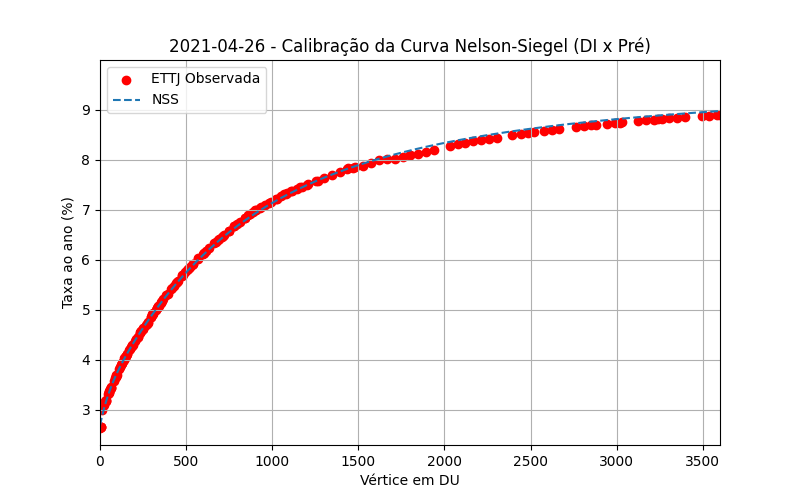 2021-04-26 - Calibração da Curva Nelson-Siegel (DI x Pré)
ETTJ Observada
NSS
9
8
7
6
5
4
3
Taxa ao ano (%)
0 500 1000 1500 2000 2500 3000 3500
Vértice em DU